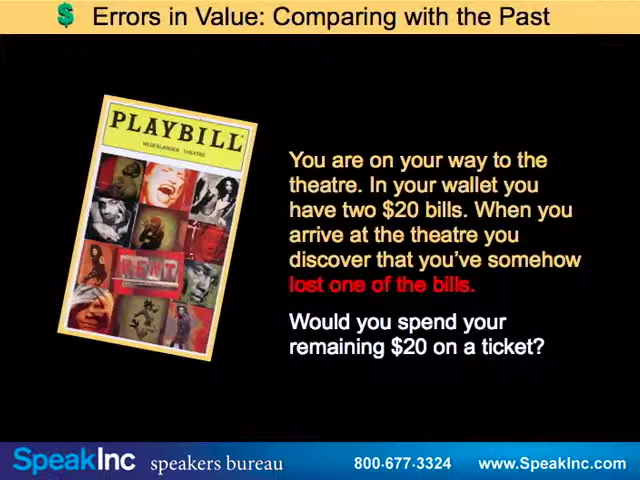 $ Errors in Value: Comparing with the Past
PLAYBILL
NEDERLANDER THEATRE
RENT
You are on your way to the
theatre. In your wallet you
have two $20 bills. When you
arrive at the theatre you
discover that you've somehow
lost one of the bills.
Would you spend your
remaining $20 on a ticket?
SpeakInc speakers bureau 800·677·3324 www.SpeakInc.com